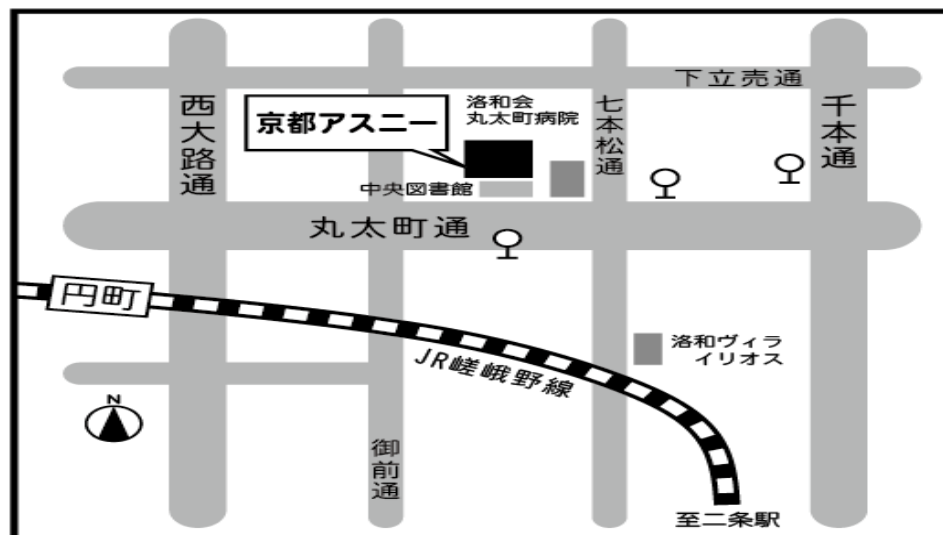 下立売通
西大路通
京都アスニー
洛和会
丸太町病院
七本松通
千本通
中央図書館
丸太町通
円町
JR嵯峨野線
洛和ヴィラ
イリオス
N
御前通
至二条駅